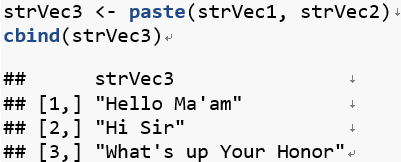 strVec3 <- paste(strVec1, strVec2)
cbind(strVec3)
##      strVec3
## [1,] "Hello Ma'am"
## [2,] "Hi Sir"
## [3,] "What's up Your Honor"